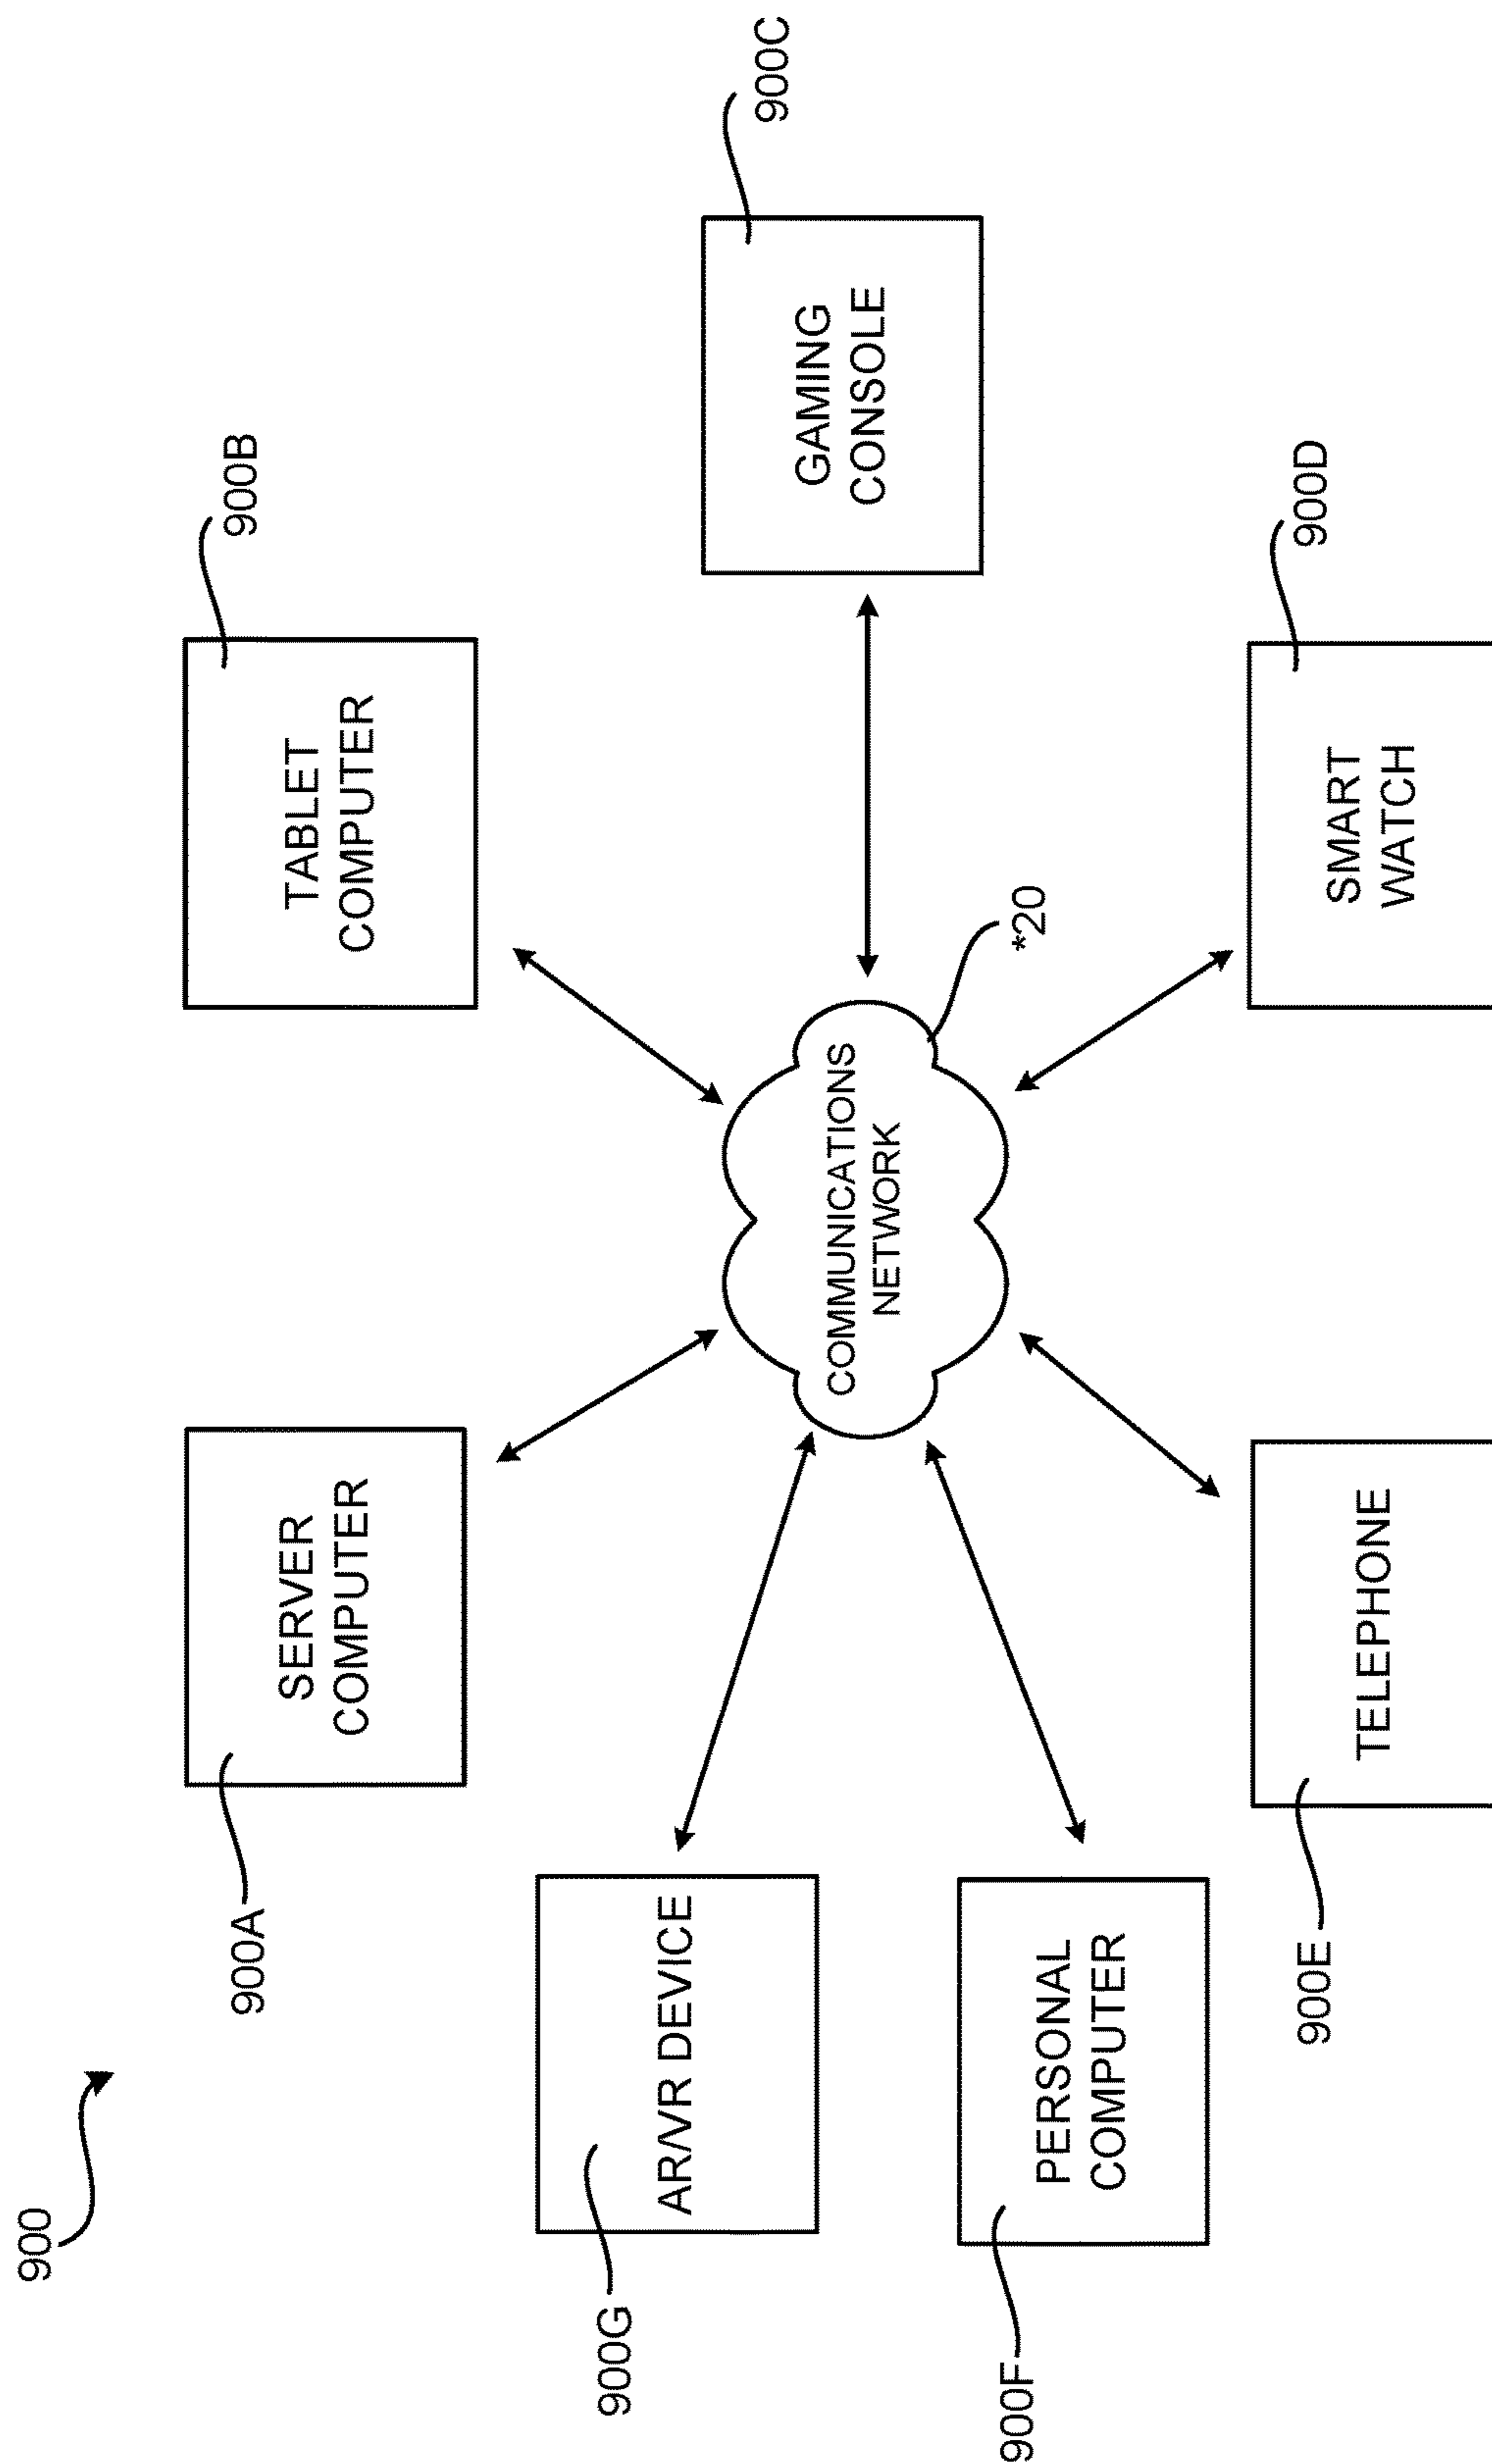 900
900A
SERVER
COMPUTER
TABLET
COMPUTER
900B
900G
AR/VR DEVICE
COMMUNICATIONS
NETWORK
*20
GAMING
CONSOLE
900C
900F
PERSONAL
COMPUTER
900E
TELEPHONE
SMART
WATCH
900D